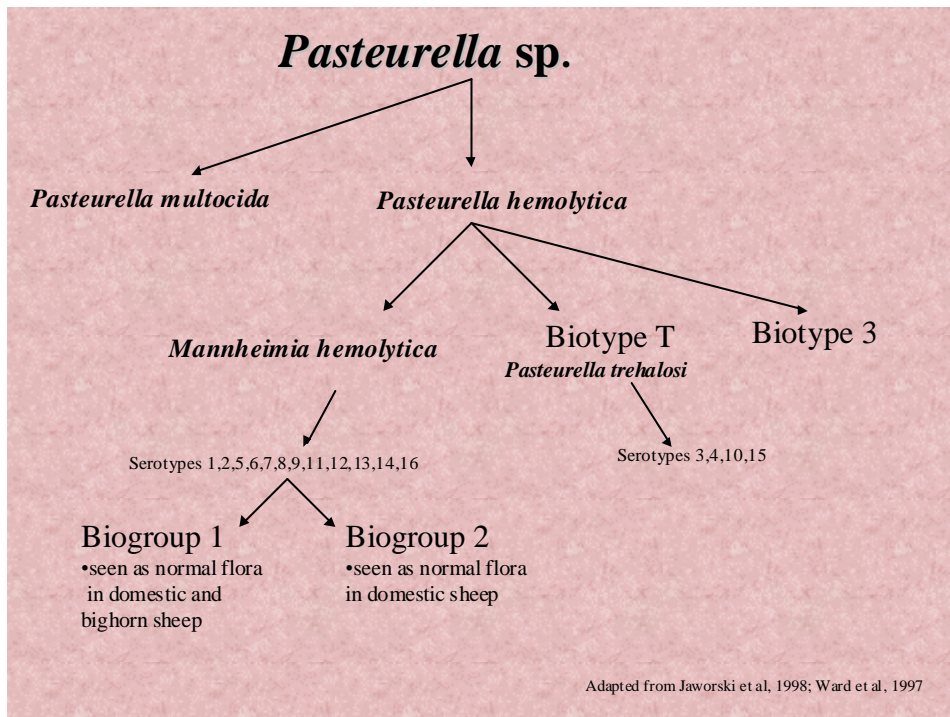 Pasteurella sp.
Pasteurella multocida
Pasteurella hemolytica
Mannheimia hemolytica
Biotype T
Pasteurella trehalosi
Biotype 3
Serotypes 1,2,5,6,7,8,9,11,12,13,14,16
Serotypes 3,4,10,15
Biogroup 1
•seen as normal flora
in domestic and
bighorn sheep
Biogroup 2
•seen as normal flora
in domestic sheep
Adapted from Jaworski et al, 1998; Ward et al, 1997